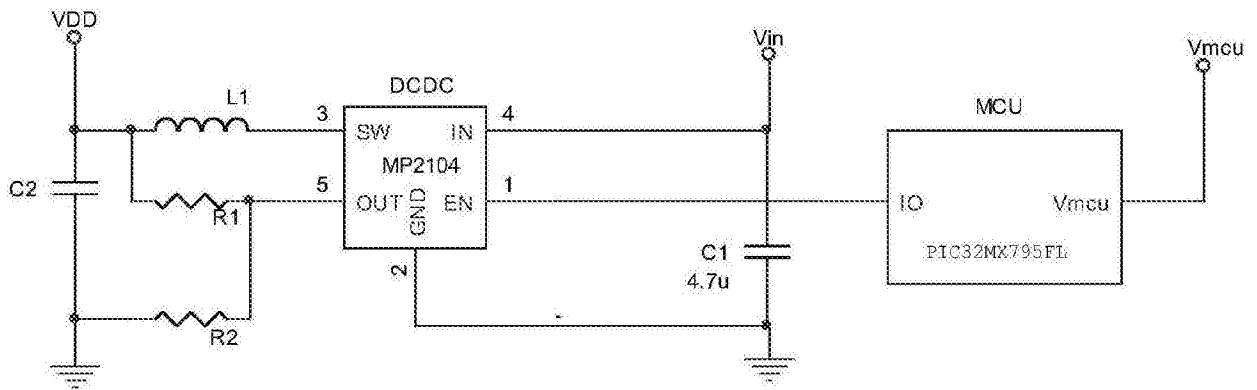 VDD
Vin
Vmcu
DCDC
MCU
L1
3
4
SW
IN
MP2104
C2
5
1
R1
OUT
GND
EN
IO
Vmcu
PIC32MX795FL
C1
4.7u
2
R2